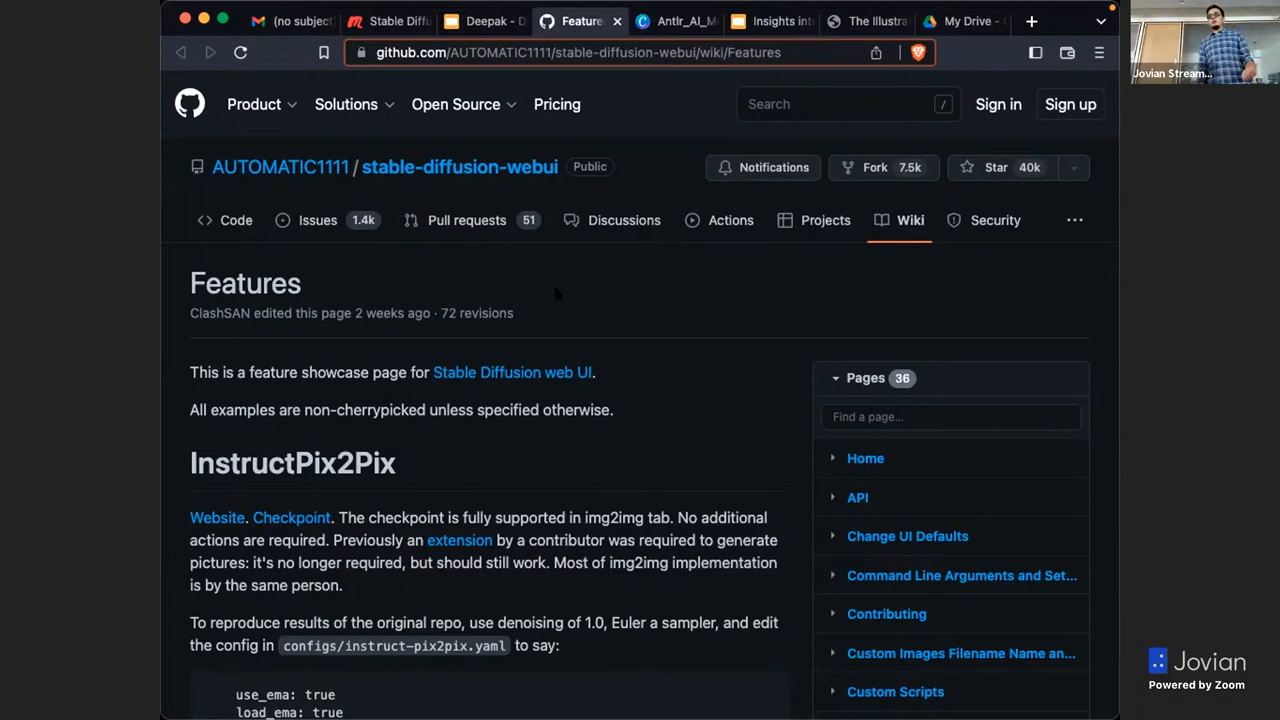 (no subject
Stable Diffu
Deepak - D
Feature
Antlr_AI_M
Insights int
The Illustra
My Drive -
github.com/AUTOMATIC1111/stable-diffusion-webui/wiki/Features
Jovian Stream...
Product
Solutions
Open Source
Pricing
Search
/
Sign in
Sign up
AUTOMATIC1111 / stable-diffusion-webui
Public
Notifications
Fork 7.5k
Star 40k
Code
Issues 1.4k
Pull requests 51
Discussions
Actions
Projects
Wiki
Security
Features
ClashSAN edited this page 2 weeks ago · 72 revisions
This is a feature showcase page for Stable Diffusion web UI.
All examples are non-cherrypicked unless specified otherwise.
InstructPix2Pix
Website. Checkpoint. The checkpoint is fully supported in img2img tab. No additional
actions are required. Previously an extension by a contributor was required to generate
pictures: it's no longer required, but should still work. Most of img2img implementation
is by the same person.
To reproduce results of the original repo, use denoising of 1.0, Euler a sampler, and edit
the config in configs/instruct-pix2pix.yaml to say:
use_ema: true
load_ema: true
Pages 36
Find a page...
Home
API
Change UI Defaults
Command Line Arguments and Set...
Contributing
Custom Images Filename Name an...
Custom Scripts
Jovian
Powered by Zoom